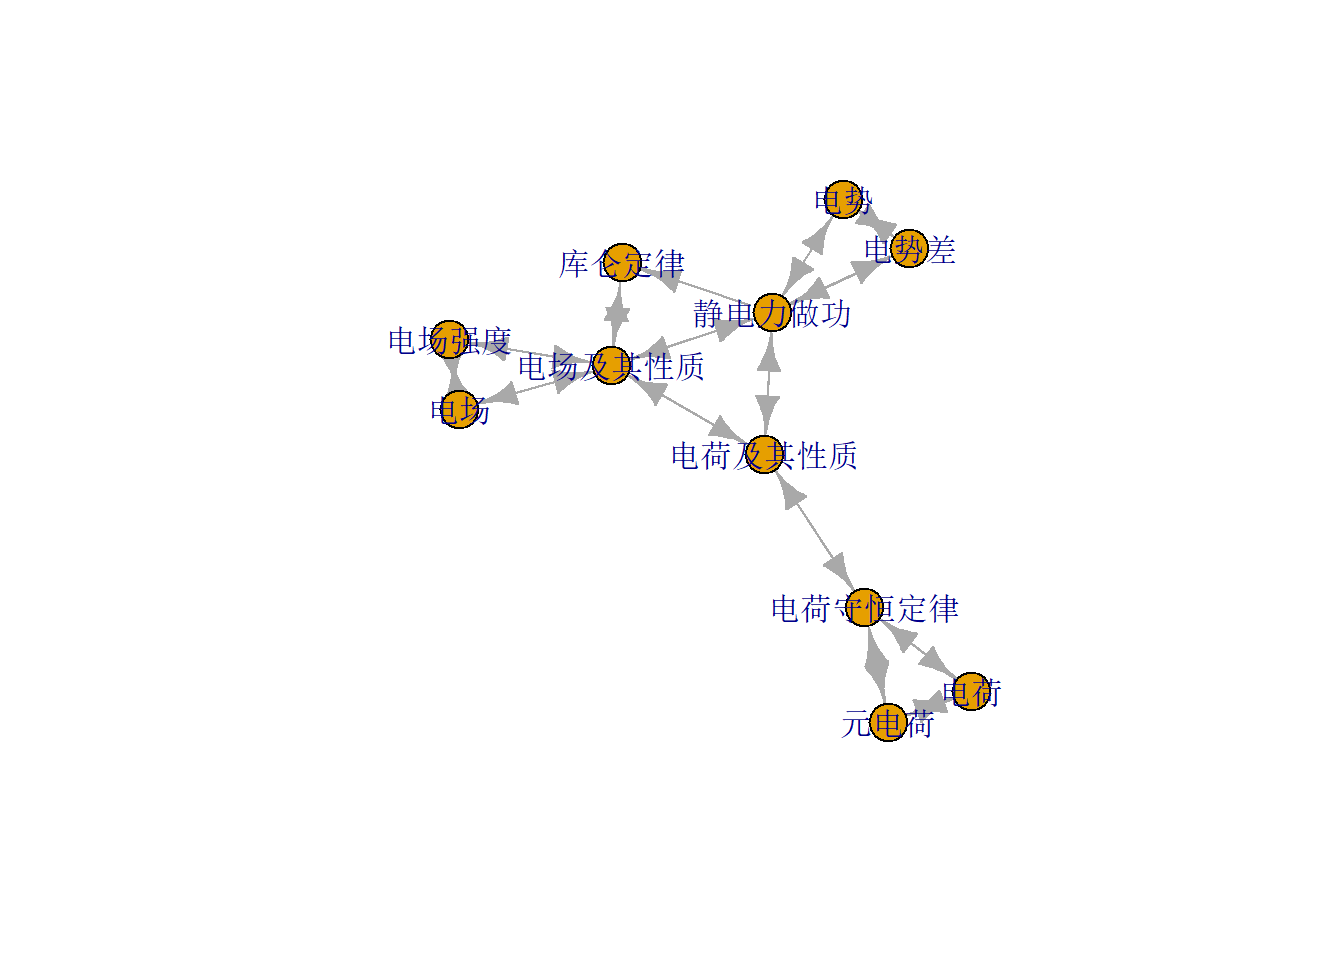 电势
电势差
库仑定律
静电力做功
电场强度
电场及其性质
电场
电荷及其性质
电荷守恒定律
电荷
元电荷